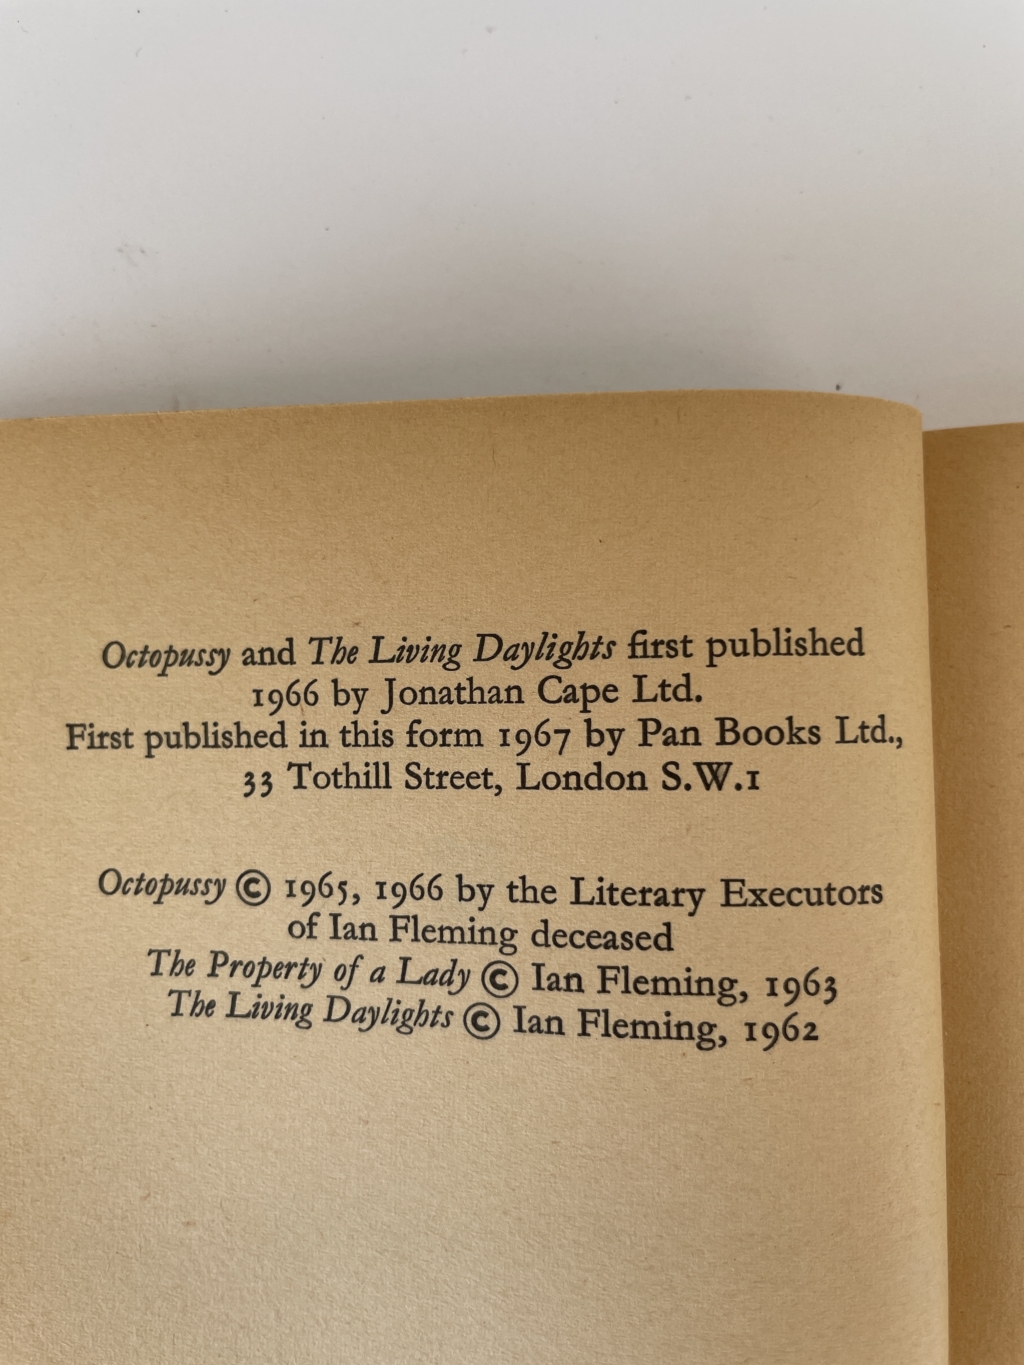 Octopussy and The Living Daylights first published
1966 by Jonathan Cape Ltd.
First published in this form 1967 by Pan Books Ltd.,
33 Tothill Street, London S.W.1
Octopussy © 1965, 1966 by the Literary Executors
of Ian Fleming deceased
The Property of a Lady © Ian Fleming, 1963
The Living Daylights © Ian Fleming, 1962